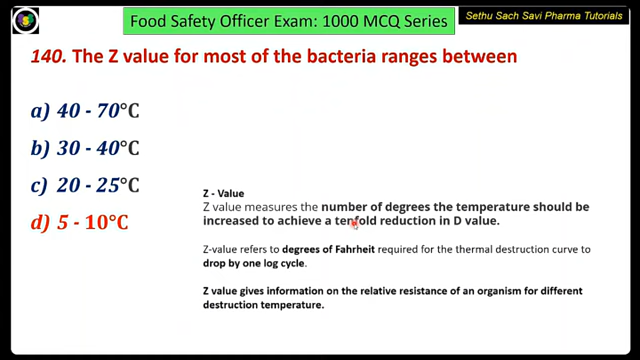 Food Safety Officer Exam: 1000 MCQ Series
Sethu Sach Savi Pharma Tutorials
140. The Z value for most of the bacteria ranges between
a) 40 - 70°C
b) 30 - 40°C
c) 20 - 25°C
d) 5 - 10°C
Z - Value
Z value measures the number of degrees the temperature should be
increased to achieve a tenfold reduction in D value.
Z-value refers to degrees of Fahrheit required for the thermal destruction curve to
drop by one log cycle.
Z value gives information on the relative resistance of an organism for different
destruction temperature.